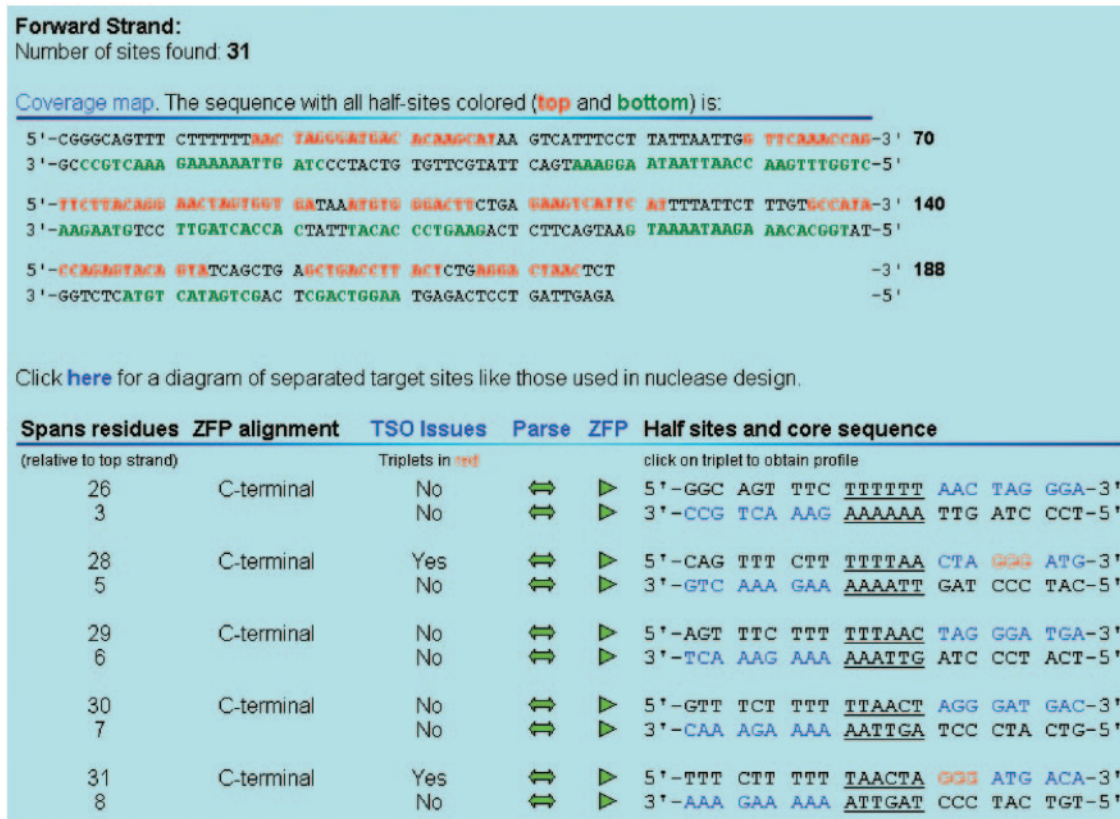 Forward Strand:
Number of sites found: 31
Coverage map. The sequence with all half-sites colored (top and bottom) is:
5'-CGGGCAGTTT CTTTTTTAAC TAGGGATGAC ACAAGCATAA GTCATTTCCT TATTAATTGG TTCAAACCAG-3' 70
3'-GCCCGTCAAA GAAAAAATTG ATCCCTACTG TGTTCGTATT CAGTAAAGGA ATAATTAACC AAGTTTGGTC-5'
5'-TTCTTACAGG AACTAGTGGT GATAAATGTG GGACTTCTGA GAAGTCATTC ATTTTATTCT TTGTGCCATA-3' 140
3'-AAGAATGTCC TTGATCACCA CTATTTACAC CCTGAAGACT CTTCAGTAAG TAAAATAAGA AACACGGTAT-5'
5'-CCAGAGTACA GTATCAGCTG AGCTGACCTT ACTCTGAGGA CTAACTCT -3' 188
3'-GGTCTCATGT CATAGTCGAC TCGACTGGAA TGAGACTCCT GATTGAGA -5'
Click here for a diagram of separated target sites like those used in nuclease design.
Spans residues ZFP alignment TSO Issues Parse ZFP Half sites and core sequence
(relative to top strand) Triplets in red click on triplet to obtain profile
26 C-terminal No 5'-GGC AGT TTC TTTTTT AAC TAG GGA-3'
3 No 3'-CCG TCA AAG AAAAAA TTG ATC CCT-5'
28 C-terminal Yes 5'-CAG TTT CTT TTTTAA CTA GGG ATG-3'
5 No 3'-GTC AAA GAA AAAATT GAT CCC TAC-5'
29 C-terminal No 5'-AGT TTC TTT TTTAAC TAG GGA TGA-3'
6 No 3'-TCA AAG AAA AAATTG ATC CCT ACT-5'
30 C-terminal No 5'-GTT TCT TTT TTAACT AGG GAT GAC-3'
7 No 3'-CAA AGA AAA AATTGA TCC CTA CTG-5'
31 C-terminal Yes 5'-TTT CTT TTT TAACTA GGG ATG ACA-3'
8 No 3'-AAA GAA AAA ATTGAT CCC TAC TGT-5'